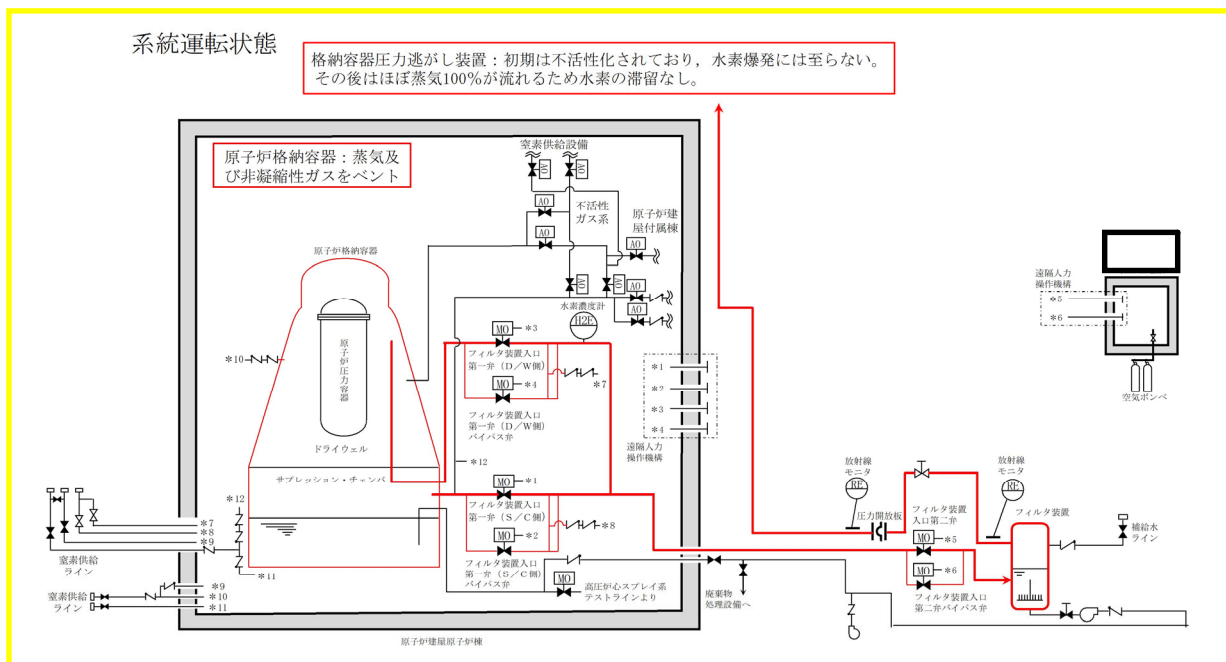 系統運転状態
格納容器圧力逃がし装置：初期は不活性化されており，水素爆発には至らない。
その後はほぼ蒸気100％が流れるため水素の滞留なし。
原子炉格納容器：蒸気及
び非凝縮性ガスをベント
窒素供給設備
AO
AO
AO
不活性
ガス系
AO
原子炉建
屋付属棟
AO
AO
AO
AO
AO
水素濃度計
H2E
原子炉格納容器
原子炉圧力容器
ドライウェル
サプレッション・チェンバ
＊10
MO
＊3
フィルタ装置入口
第一弁（D／W側）
MO
＊4
＊7
フィルタ装置入口
第一弁（D／W側）
バイパス弁
＊12
MO
＊1
フィルタ装置入口
第一弁（S／C側）
MO
＊2
＊8
フィルタ装置入口
第一弁（S／C側）
バイパス弁
MO
高圧炉心スプレイ系
テストラインより
＊1
＊2
＊3
＊4
遠隔人力
操作機構
遠隔人力
操作機構
＊5
＊6
空気ボンベ
放射線
モニタ
RE
圧力開放板
放射線
モニタ
RE
フィルタ装置
入口第二弁
MO
＊5
MO
＊6
フィルタ装置入口
第二弁バイパス弁
フィルタ装置
補給水
ライン
廃棄物
処理設備へ
＊12
＊7
＊8
＊9
窒素供給
ライン
＊11
＊9
＊10
＊11
窒素供給
ライン
原子炉建屋原子炉棟